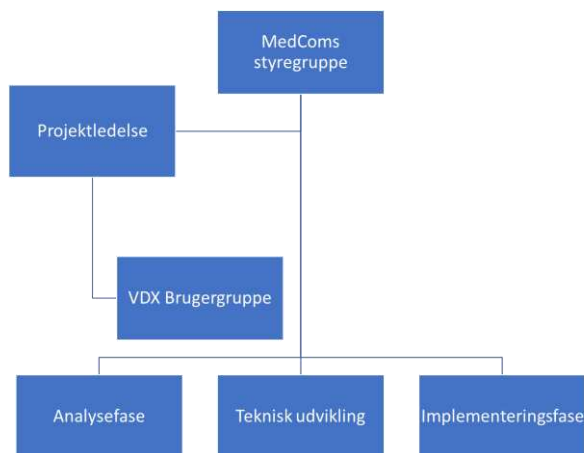 MedComs
styregruppe
Projektledelse
VDX Brugergruppe
Analysefase
Teknisk udvikling
Implementeringsfase